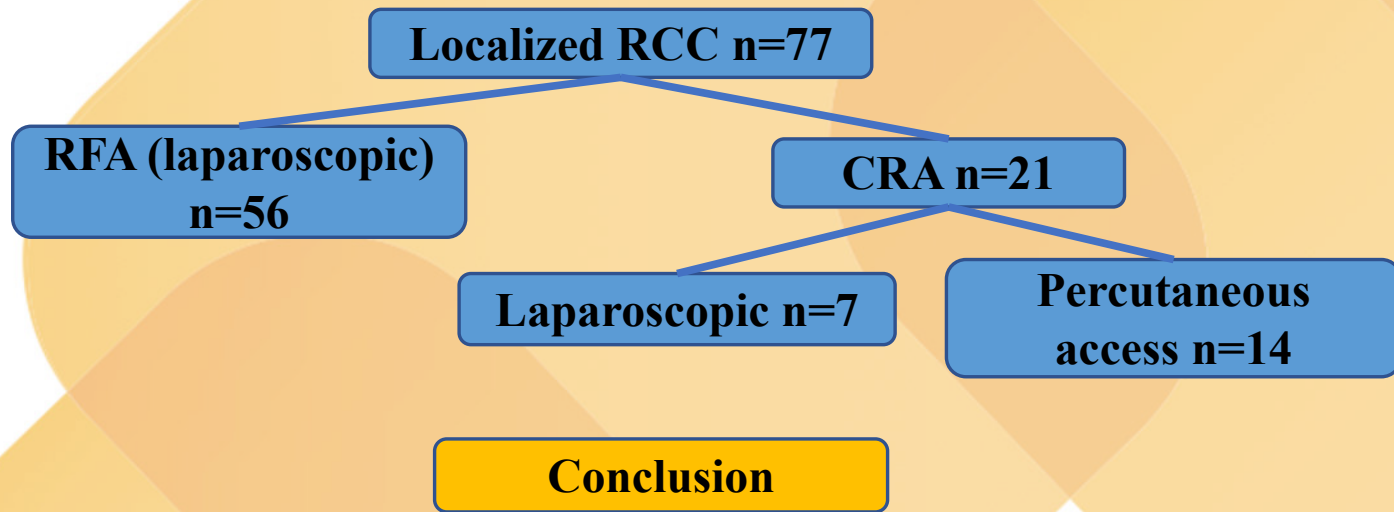 Localized RCC n=77
RFA (laparoscopic)
n=56
CRA n=21
Laparoscopic n=7
Percutaneous
access n=14
Conclusion